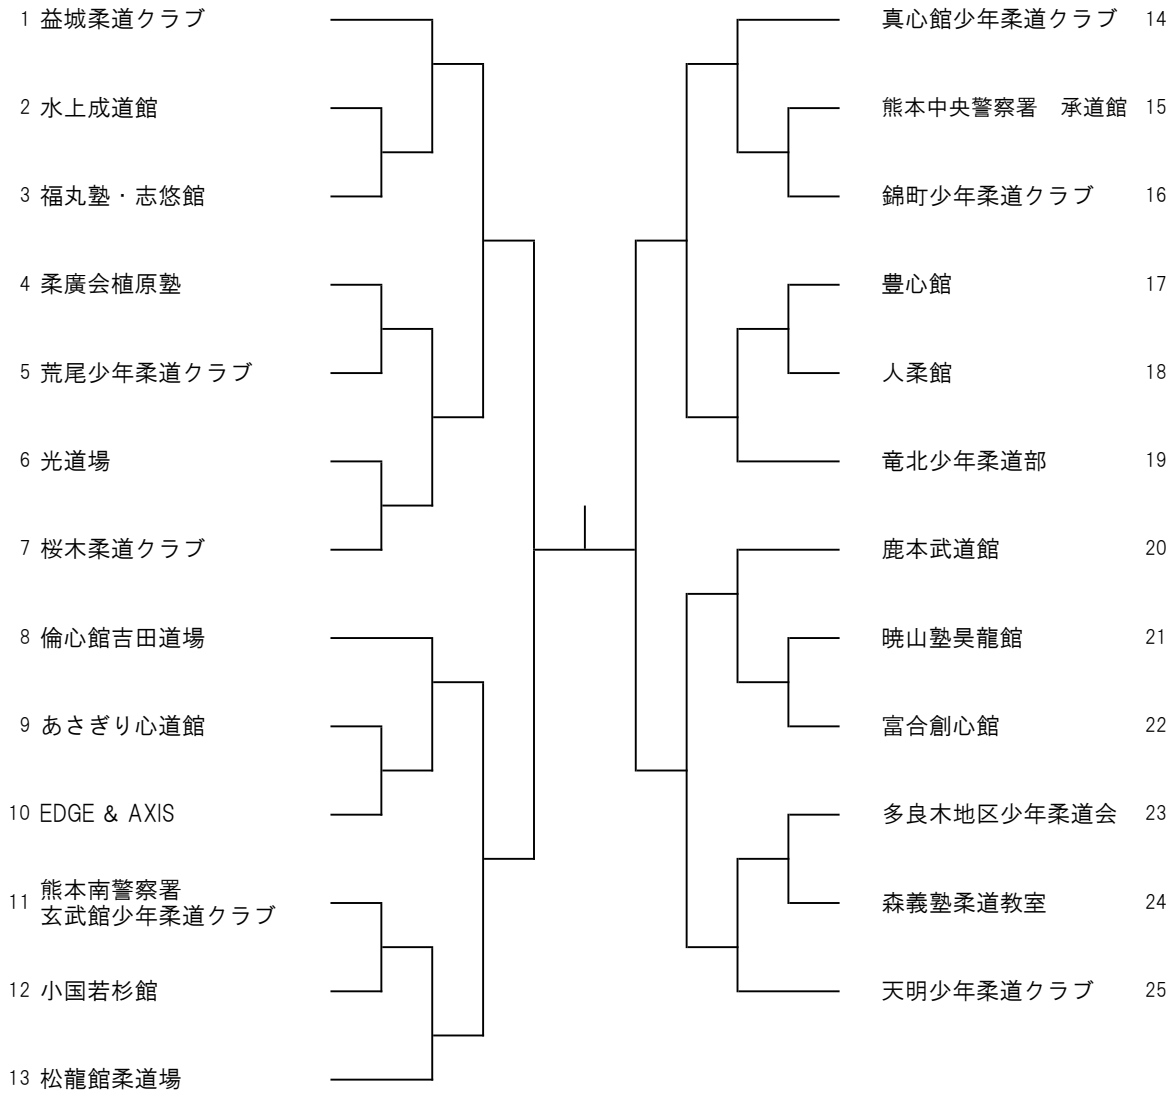 1 益城柔道クラブ
2 水上成道館
3 福丸塾・志悠館
4 柔廣会植原塾
5 荒尾少年柔道クラブ
6 光道場
7 桜木柔道クラブ
8 倫心館吉田道場
9 あさぎり心道館
10 EDGE & AXIS
11 熊本南警察署
玄武館少年柔道クラブ
12 小国若杉館
13 松龍館柔道場
真心館少年柔道クラブ 14
熊本中央警察署　承道館 15
錦町少年柔道クラブ 16
豊心館 17
人柔館 18
竜北少年柔道部 19
鹿本武道館 20
暁山塾昊龍館 21
富合創心館 22
多良木地区少年柔道会 23
森義塾柔道教室 24
天明少年柔道クラブ 25